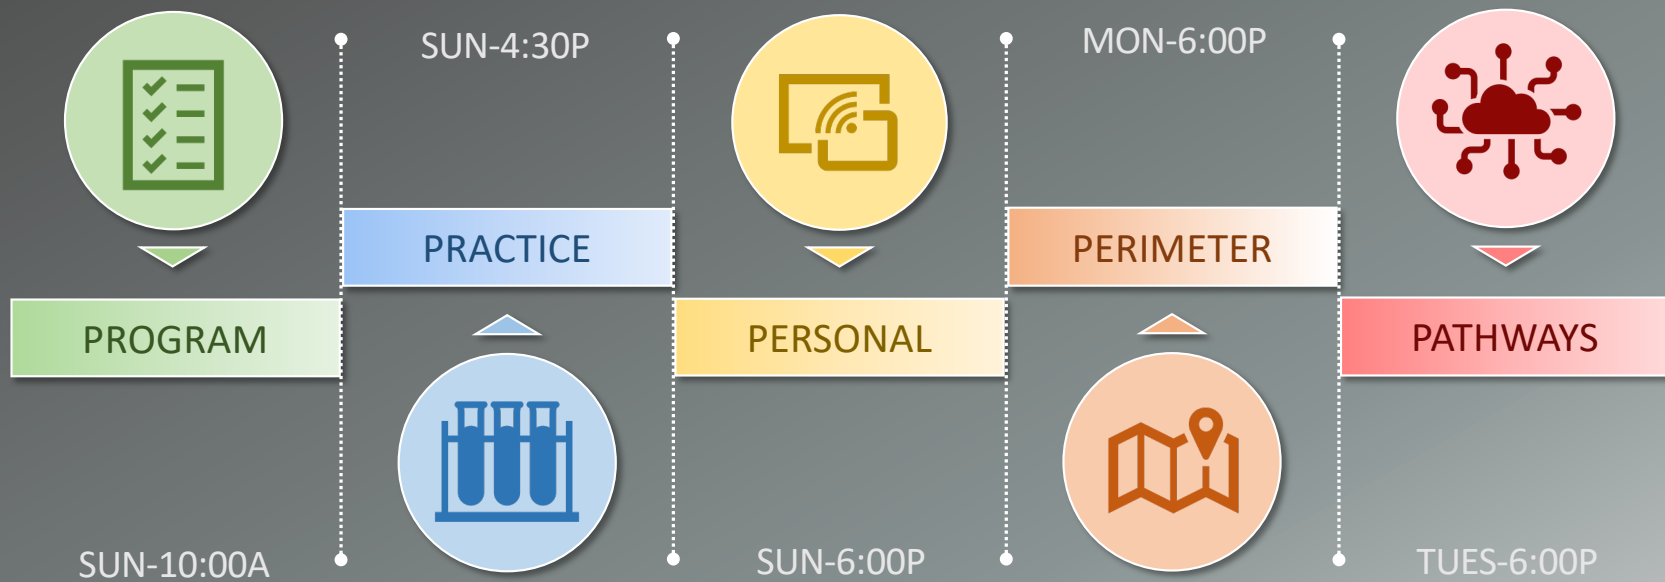 PROGRAM
SUN-10:00A
SUN-4:30P
PRACTICE
PERSONAL
SUN-6:00P
MON-6:00P
PERIMETER
PATHWAYS
TUES-6:00P